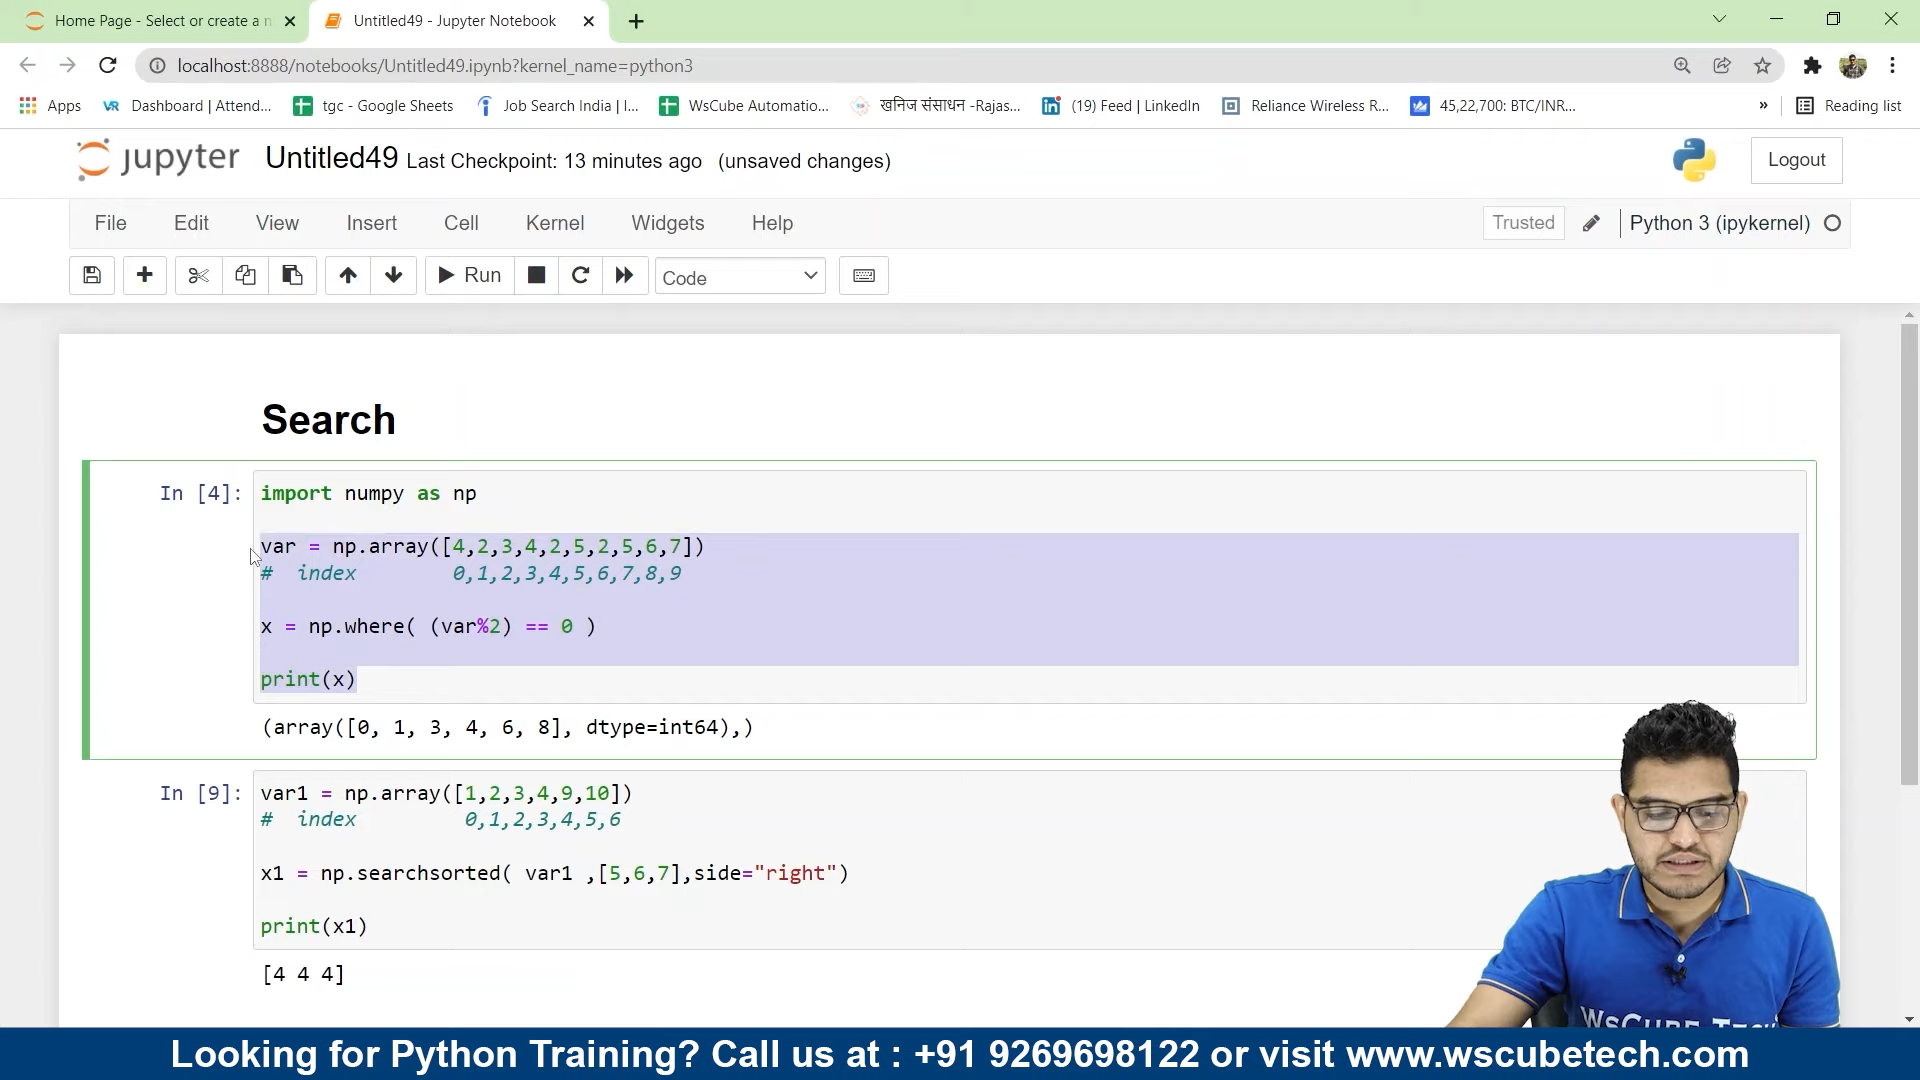 Home Page - Select or create a n
Untitled49 - Jupyter Notebook
localhost:8888/notebooks/Untitled49.ipynb?kernel_name=python3
Apps
Dashboard | Attend...
tgc - Google Sheets
Job Search India | I...
WsCube Automatio...
खनिज संसाधन -Rajas...
(19) Feed | LinkedIn
Reliance Wireless R...
45,22,700: BTC/INR...
»
Reading list
jupyter
Untitled49 Last Checkpoint: 13 minutes ago (unsaved changes)
Logout
File Edit View Insert Cell Kernel Widgets Help
Trusted
Python 3 (ipykernel)
Run
Code
Search
In [4]: import numpy as np
var = np.array([4,2,3,4,2,5,2,5,6,7])
# index 0,1,2,3,4,5,6,7,8,9
x = np.where( (var%2) == 0 )
print(x)
(array([0, 1, 3, 4, 6, 8], dtype=int64),)
In [9]: var1 = np.array([1,2,3,4,9,10])
# index 0,1,2,3,4,5,6
x1 = np.searchsorted( var1 ,[5,6,7],side="right")
print(x1)
[4 4 4]
WSCUBE TECH
Looking for Python Training? Call us at : +91 9269698122 or visit www.wscubetech.com